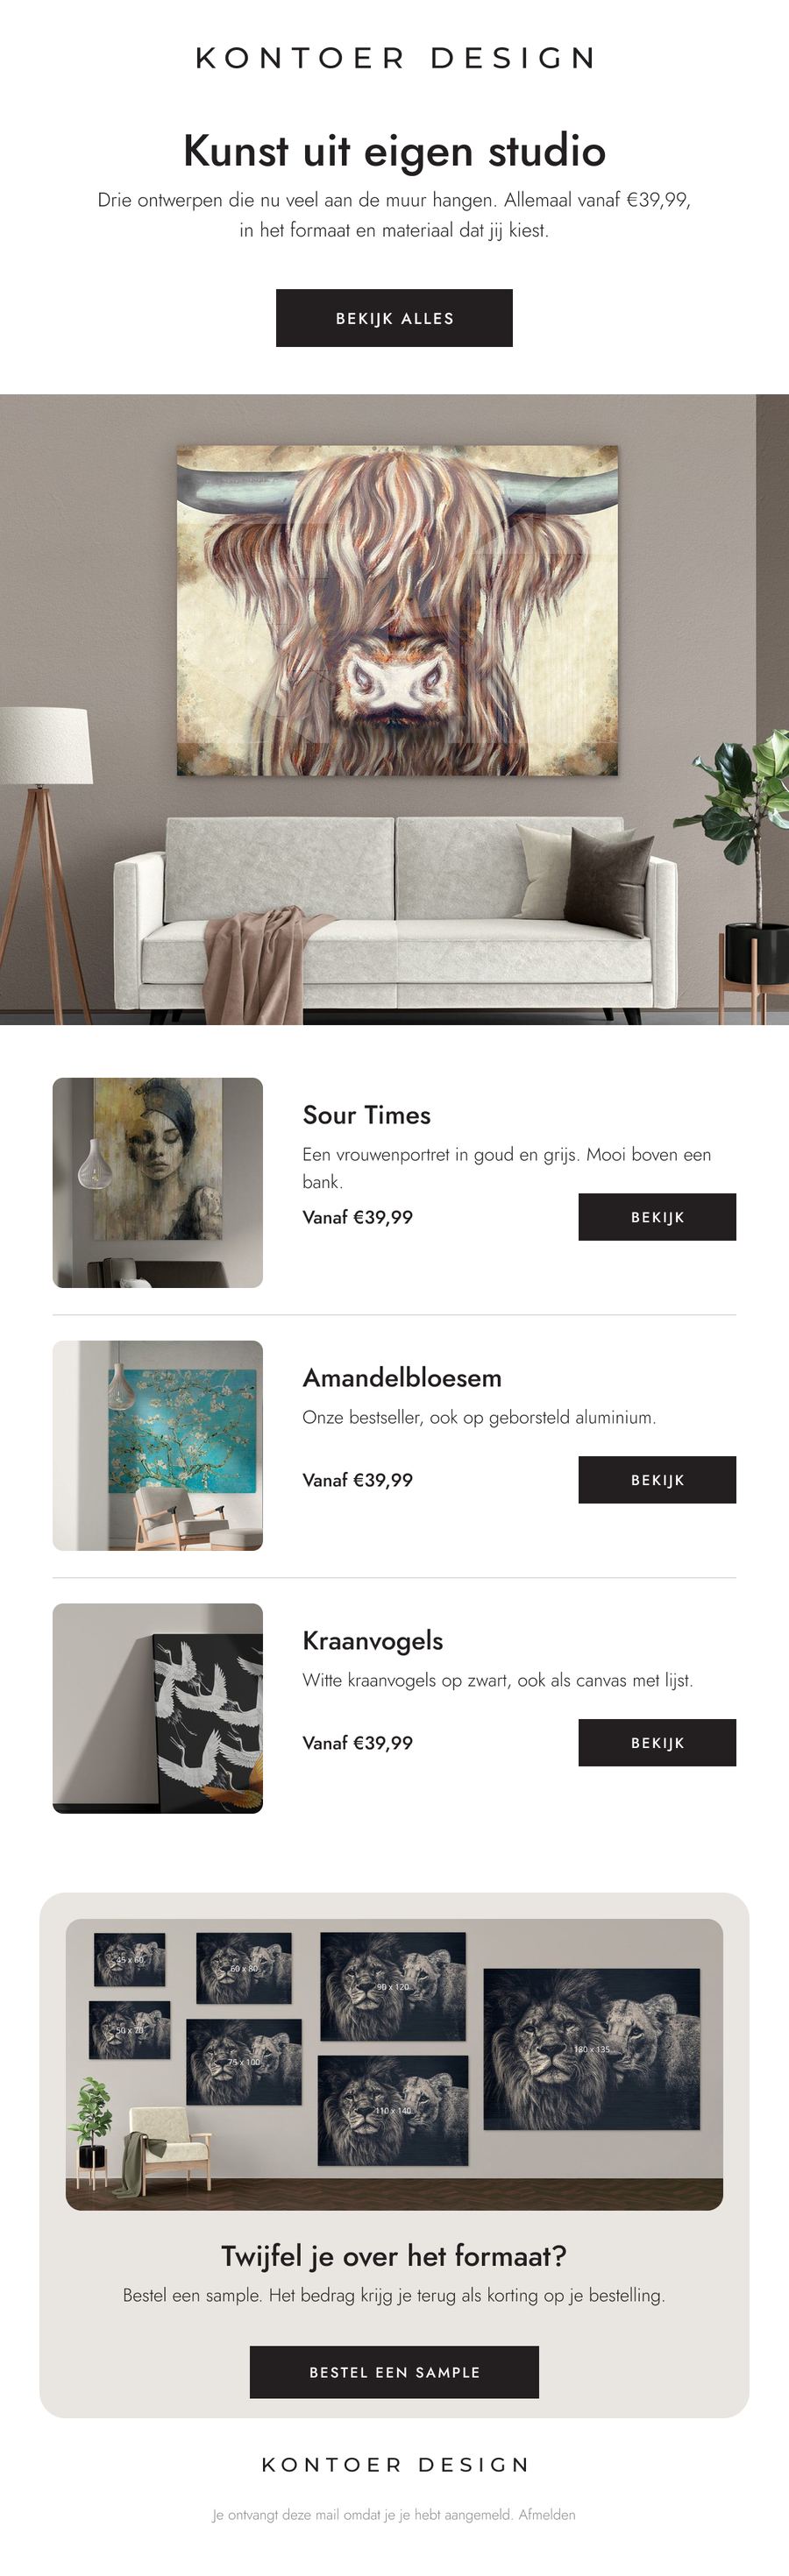 KONTOER DESIGN
Kunst uit eigen studio
Drie ontwerpen die nu veel aan de muur hangen. Allemaal vanaf €39,99,
in het formaat en materiaal dat jij kiest.
BEKIJK ALLES
Sour Times
Een vrouwenportret in goud en grijs. Mooi boven een
bank.
Vanaf €39,99
BEKIJK
Amandelbloesem
Onze bestseller, ook op geborsteld aluminium.
Vanaf €39,99
BEKIJK
Kraanvogels
Witte kraanvogels op zwart, ook als canvas met lijst.
Vanaf €39,99
BEKIJK
45 x 60
60 x 80
90 x 120
50 x 70
75 x 100
180 x 135
110 x 140
Twijfel je over het formaat?
Bestel een sample. Het bedrag krijg je terug als korting op je bestelling.
BESTEL EEN SAMPLE
KONTOER DESIGN
Je ontvangt deze mail omdat je je hebt aangemeld. Afmelden